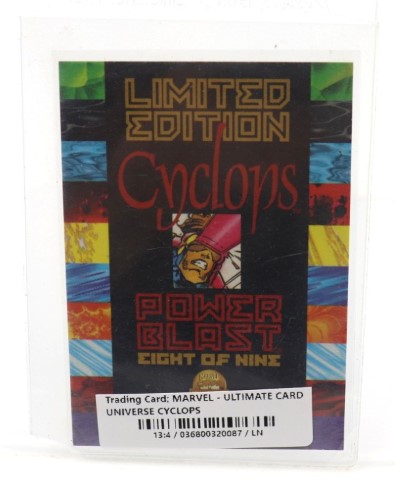 LIMITED
EDITION
Cyclops
POWER
BLAST
EIGHT OF NINE
Trading Card; MARVEL - ULTIMATE CARD
UNIVERSE CYCLOPS
13:4 / 036800320087 / LN